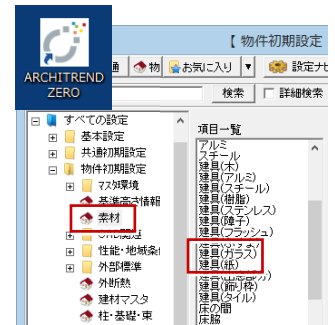 【 物件初期設定
ARCHITREND
ZERO
通 物 お気に入り 設定ナビ
検索 詳細検索
すべての設定
基本設定
共通初期設定
物件初期設定
マスタ環境
基準高さ情報
素材
性能・地域条件
外部標準
外断熱
建材マスタ
柱・基礎・束
項目一覧
アルミ
スチール
建具(木)
建具(アルミ)
建具(スチール)
建具(樹脂)
建具(ステンレス)
建具(障子)
建具(フラッシュ)
建具(ガラス)
建具(紙)
建具(飾り枠)
建具(タイル)
床の間
床脇